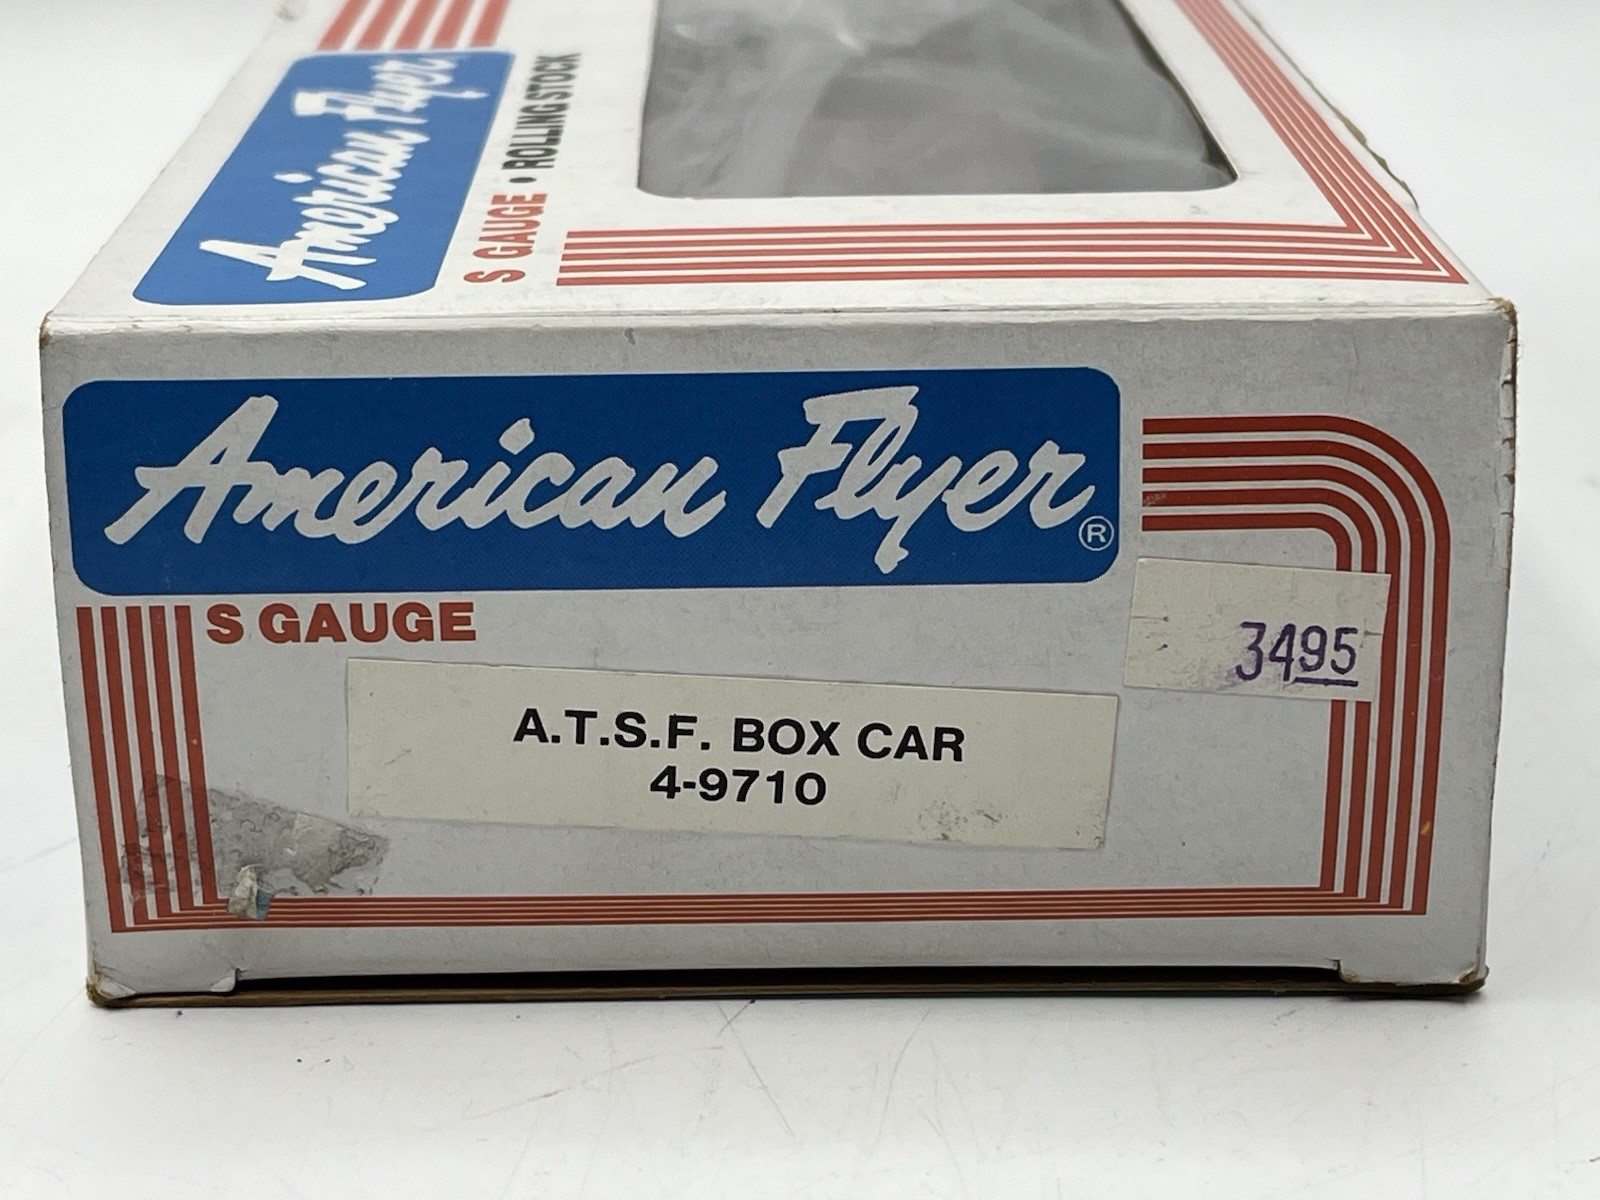 American Flyer
S GAUGE • ROLLING STOCK
American Flyer ®
S GAUGE
3495
A.T.S.F. BOX CAR
4-9710